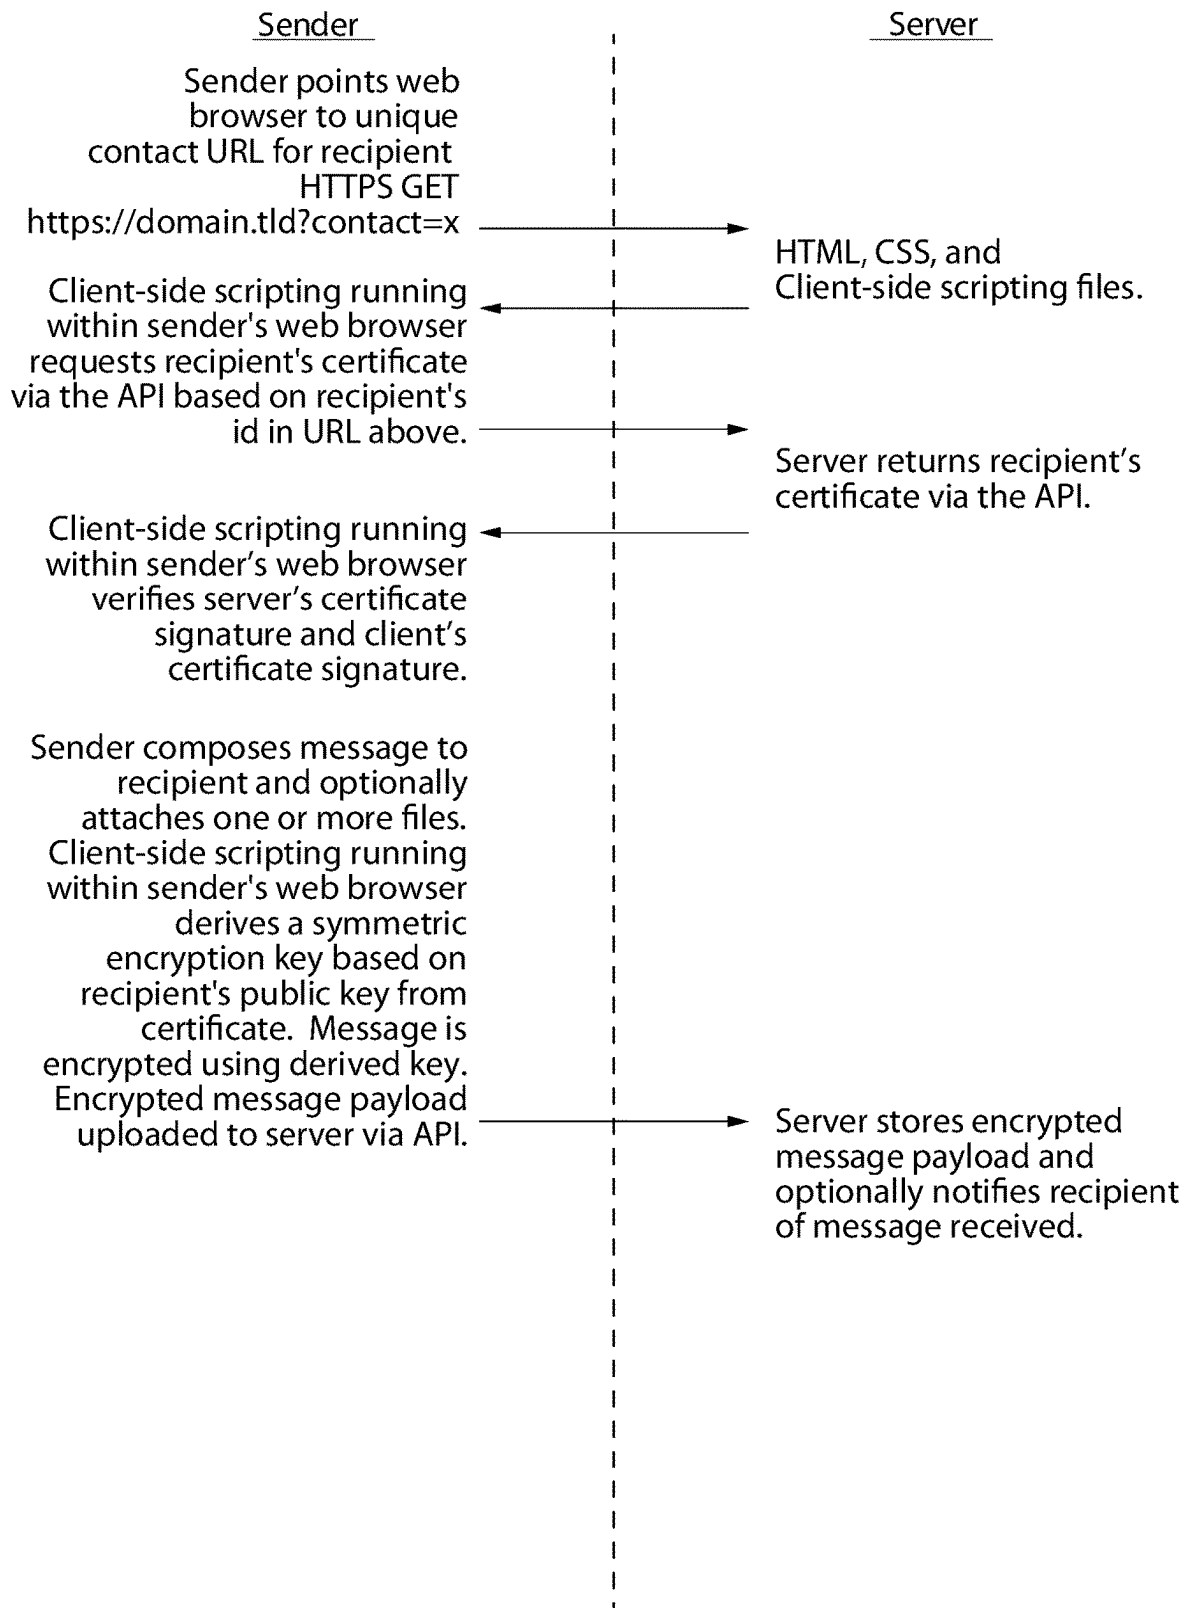 Sender
Server
Sender points web
browser to unique
contact URL for recipient
HTTPS GET
https://domain.tld?contact=x
HTML, CSS, and
Client-side scripting files.
Client-side scripting running
within sender's web browser
requests recipient's certificate
via the API based on recipient's
id in URL above.
Server returns recipient’s
certificate via the API.
Client-side scripting running
within sender’s web browser
verifies server’s certificate
signature and client’s
certificate signature.
Sender composes message to
recipient and optionally
attaches one or more files.
Client-side scripting running
within sender's web browser
derives a symmetric
encryption key based on
recipient's public key from
certificate.  Message is
encrypted using derived key.
Encrypted message payload
uploaded to server via API.
Server stores encrypted
message payload and
optionally notifies recipient
of message received.